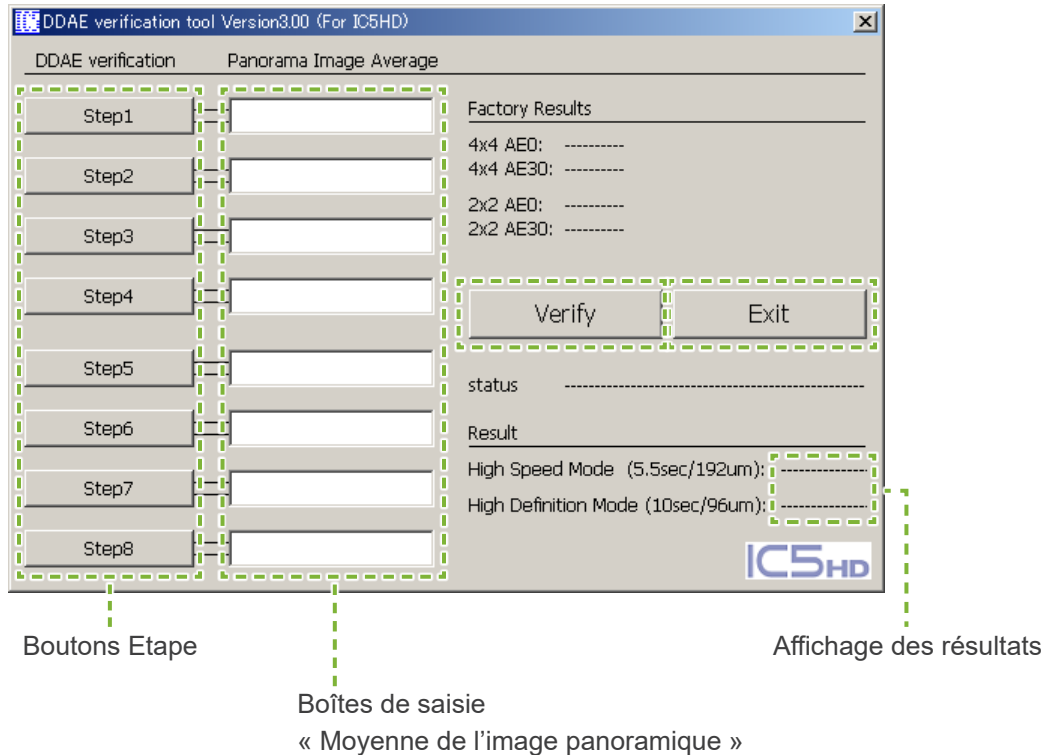 DDAE verification tool Version3.00 (For IC5HD)
DDAE verification Panorama Image Average
Step1
Step2
Step3
Step4
Step5
Step6
Step7
Step8
Factory Results
4x4 AE0: ----------
4x4 AE30: ----------
2x2 AE0: ----------
2x2 AE30: ----------
Verify Exit
status --------------------------------------------------
Result
High Speed Mode (5.5sec/192um): ---------------
High Definition Mode (10sec/96um): ---------------
IC5HD
Boutons Etape
Boîtes de saisie
« Moyenne de l’image panoramique »
Affichage des résultats